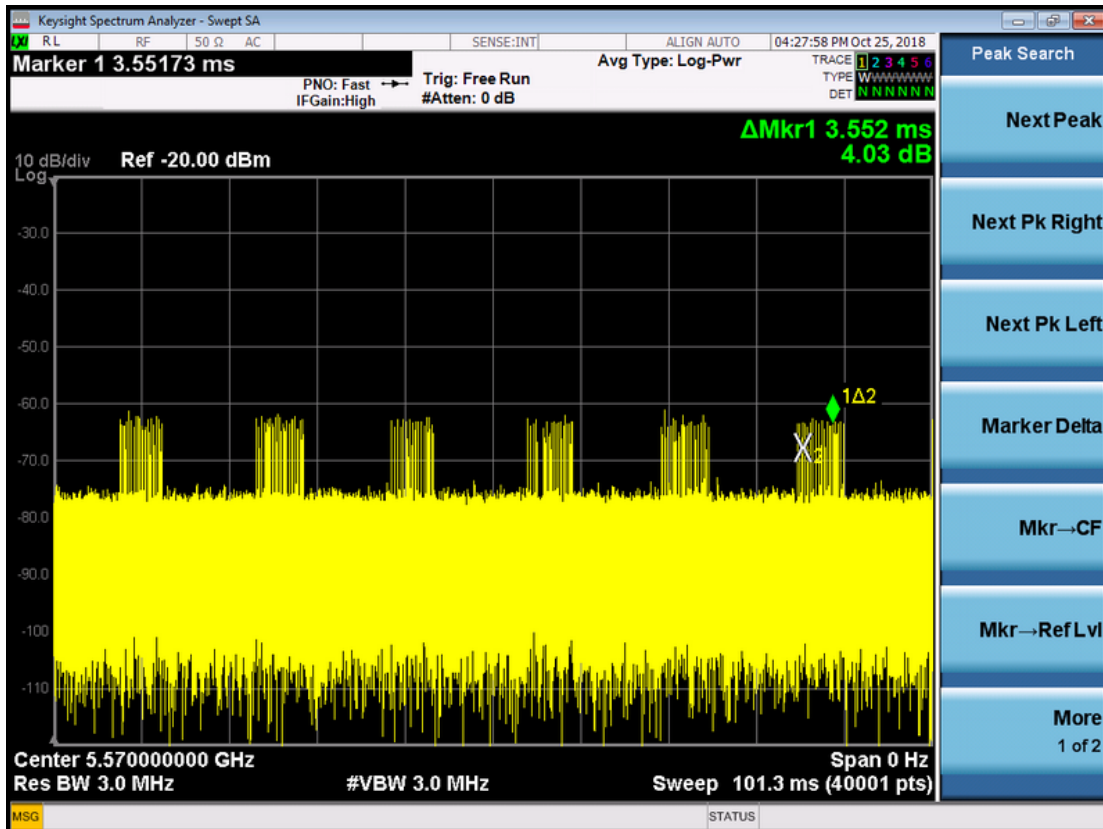 Keysight Spectrum Analyzer - Swept SA
LXI RL RF 50 Ω AC SENSE:INT ALIGN AUTO 04:27:58 PM Oct 25, 2018
Marker 1 3.55173 ms
PNO: Fast
IFGain:High
Trig: Free Run
#Atten: 0 dB
Avg Type: Log-Pwr
TRACE 1 2 3 4 5 6
TYPE WWWWWW
DET N N N N N N
Peak Search
ΔMkr1 3.552 ms
4.03 dB
10 dB/div Ref -20.00 dBm
Log
-30.0
-40.0
-50.0
-60.0
-70.0
-80.0
-90.0
-100
-110
1Δ2
2
Center 5.570000000 GHz Span 0 Hz
Res BW 3.0 MHz #VBW 3.0 MHz Sweep 101.3 ms (40001 pts)
Next Peak
Next Pk Right
Next Pk Left
Marker Delta
Mkr→CF
Mkr→Ref Lvl
More
1 of 2
MSG STATUS